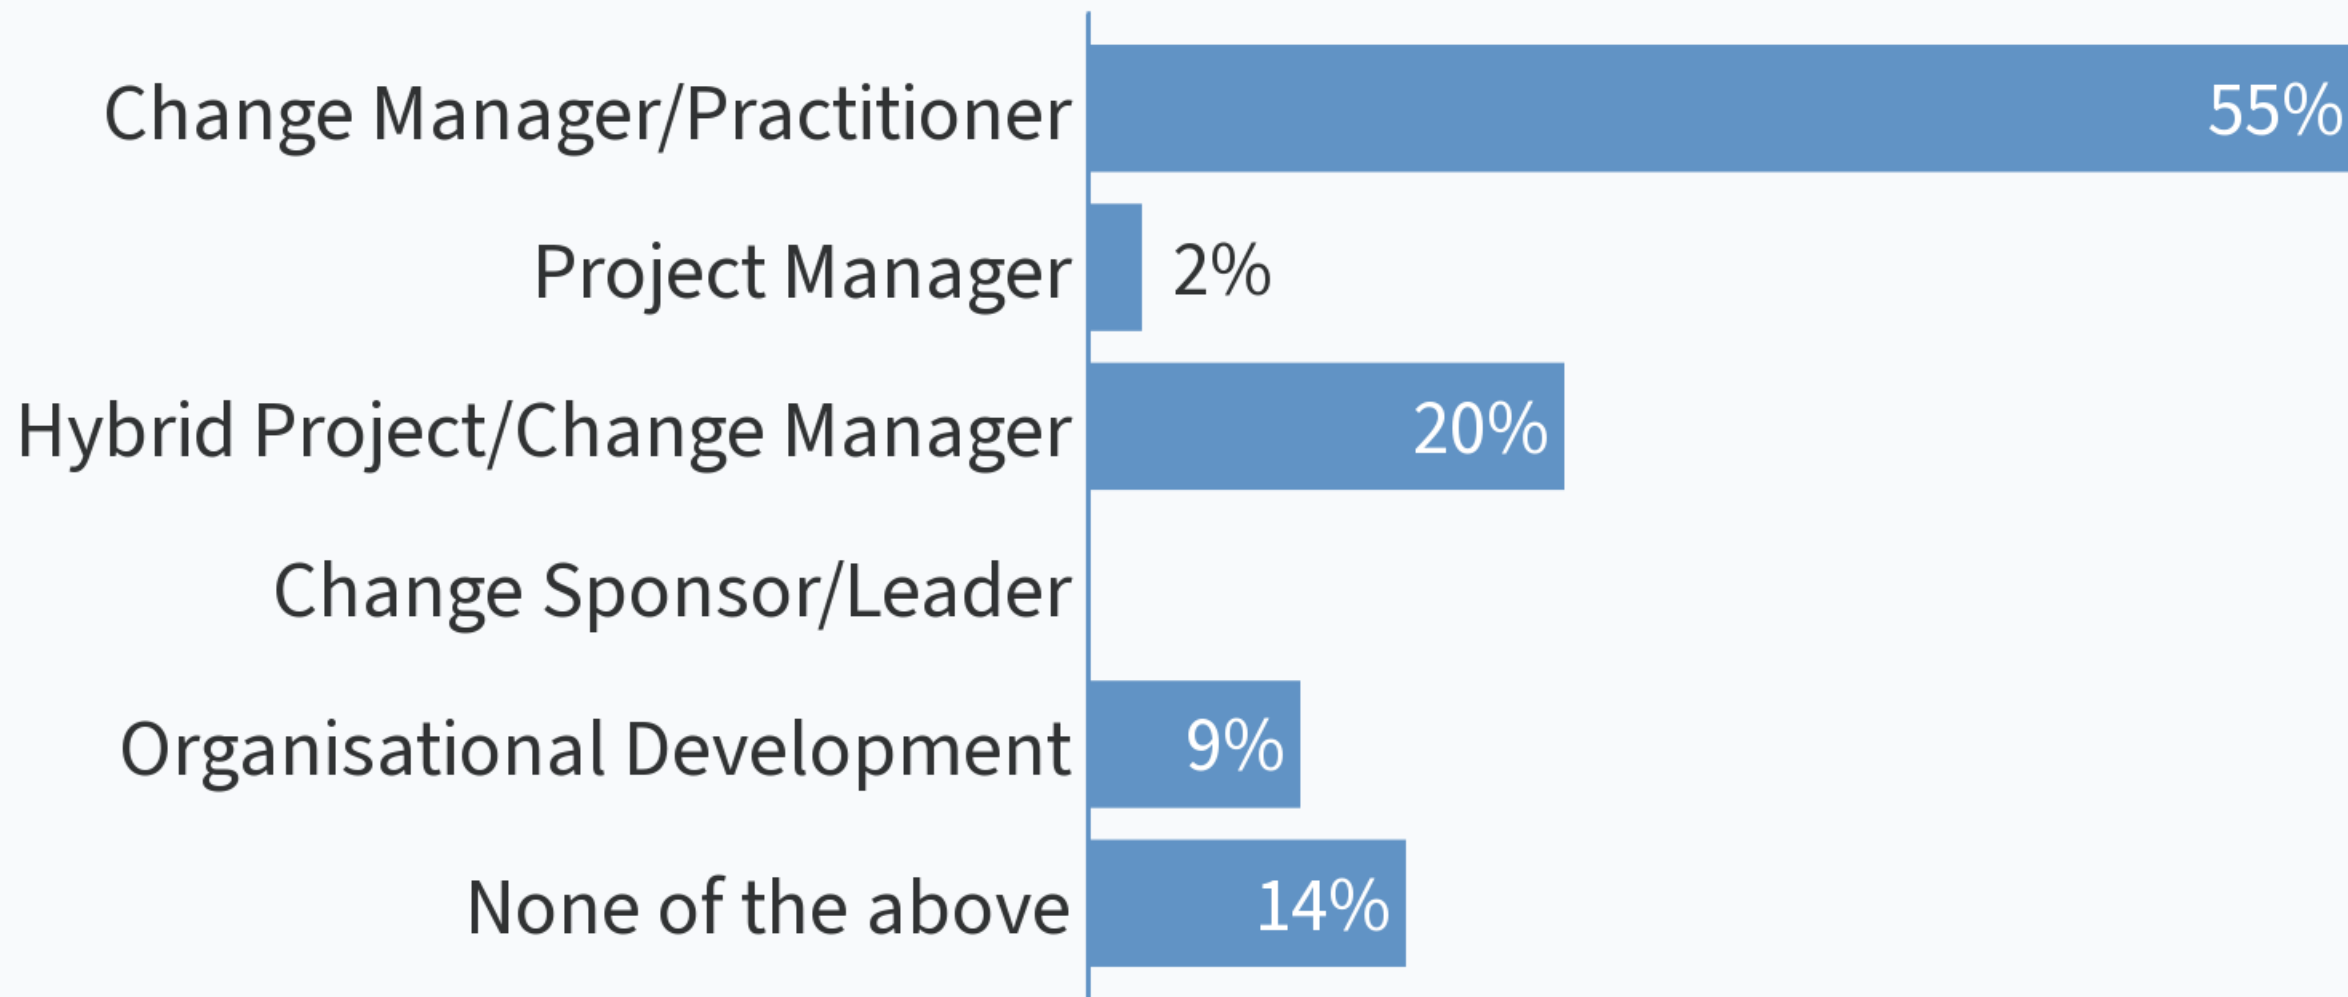 Change Manager/Practitioner 55%
Project Manager 2%
Hybrid Project/Change Manager 20%
Change Sponsor/Leader
Organisational Development 9%
None of the above 14%